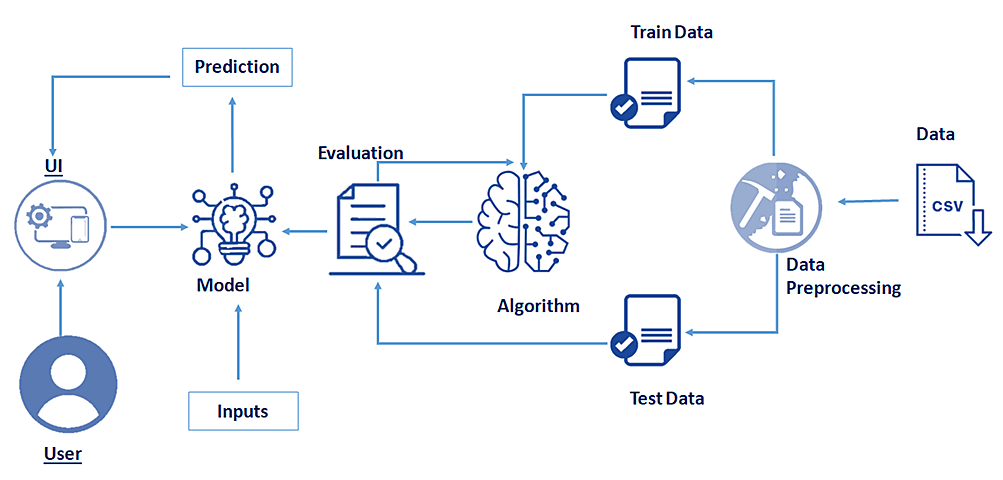 Train Data
Prediction
Data
Evaluation
UI
CSV
Data
Preprocessing
Model
Algorithm
Test Data
Inputs
User